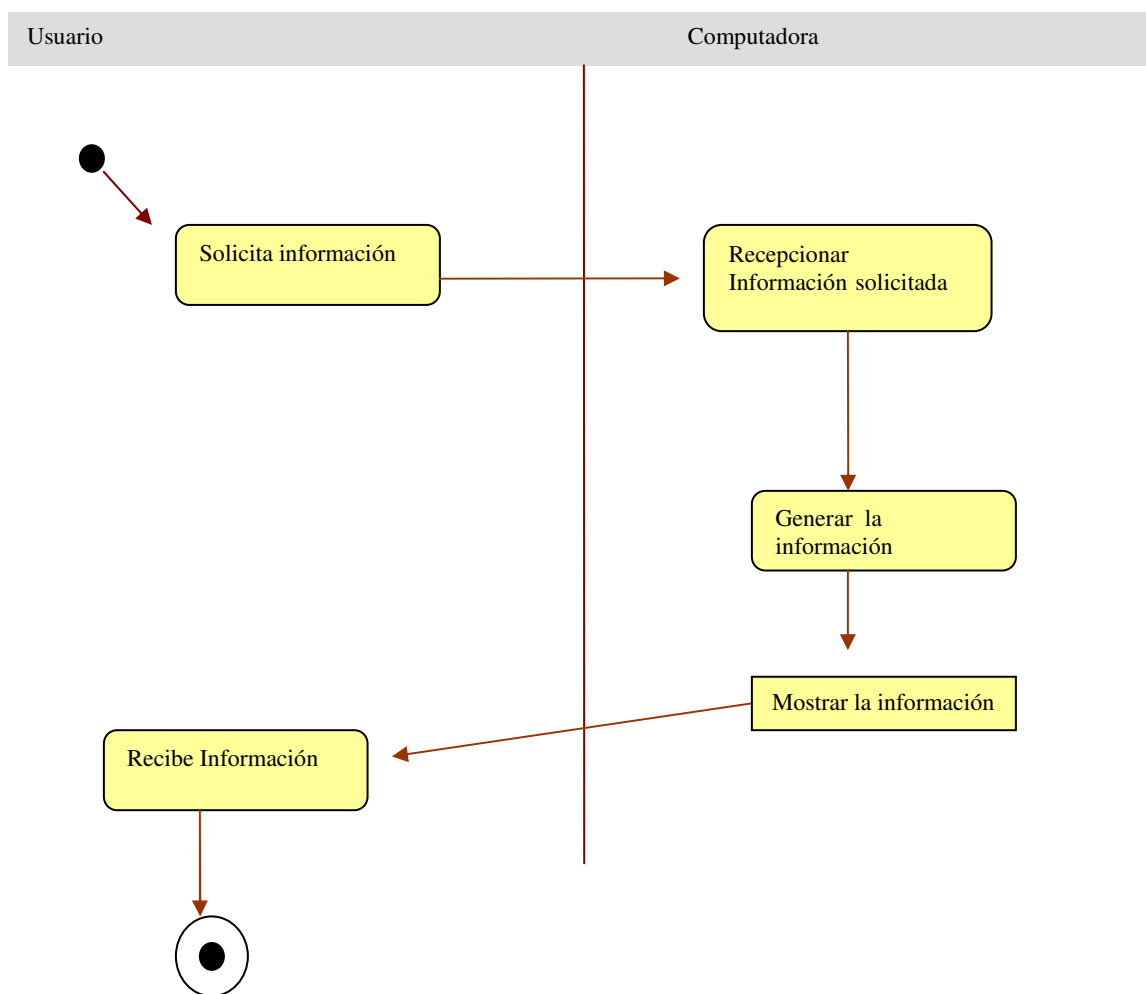 Usuario
Computadora
Solicita información
Recepcionar
Información solicitada
Generar la
información
Mostrar la información
Recibe Información